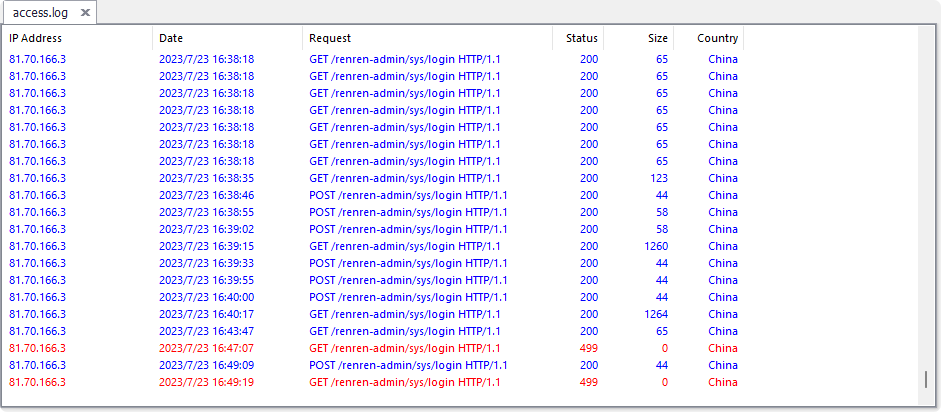 access.log
IP Address Date Request Status Size Country
81.70.166.3 2023/7/23 16:38:18 GET /renren-admin/sys/login HTTP/1.1 200 65 China
81.70.166.3 2023/7/23 16:38:18 GET /renren-admin/sys/login HTTP/1.1 200 65 China
81.70.166.3 2023/7/23 16:38:18 GET /renren-admin/sys/login HTTP/1.1 200 65 China
81.70.166.3 2023/7/23 16:38:18 GET /renren-admin/sys/login HTTP/1.1 200 65 China
81.70.166.3 2023/7/23 16:38:18 GET /renren-admin/sys/login HTTP/1.1 200 65 China
81.70.166.3 2023/7/23 16:38:18 GET /renren-admin/sys/login HTTP/1.1 200 65 China
81.70.166.3 2023/7/23 16:38:18 GET /renren-admin/sys/login HTTP/1.1 200 65 China
81.70.166.3 2023/7/23 16:38:35 GET /renren-admin/sys/login HTTP/1.1 200 123 China
81.70.166.3 2023/7/23 16:38:46 POST /renren-admin/sys/login HTTP/1.1 200 44 China
81.70.166.3 2023/7/23 16:38:55 POST /renren-admin/sys/login HTTP/1.1 200 58 China
81.70.166.3 2023/7/23 16:39:02 POST /renren-admin/sys/login HTTP/1.1 200 58 China
81.70.166.3 2023/7/23 16:39:15 GET /renren-admin/sys/login HTTP/1.1 200 1260 China
81.70.166.3 2023/7/23 16:39:33 POST /renren-admin/sys/login HTTP/1.1 200 44 China
81.70.166.3 2023/7/23 16:39:55 POST /renren-admin/sys/login HTTP/1.1 200 44 China
81.70.166.3 2023/7/23 16:40:00 POST /renren-admin/sys/login HTTP/1.1 200 44 China
81.70.166.3 2023/7/23 16:40:17 GET /renren-admin/sys/login HTTP/1.1 200 1264 China
81.70.166.3 2023/7/23 16:43:47 GET /renren-admin/sys/login HTTP/1.1 200 65 China
81.70.166.3 2023/7/23 16:47:07 GET /renren-admin/sys/login HTTP/1.1 499 0 China
81.70.166.3 2023/7/23 16:49:09 POST /renren-admin/sys/login HTTP/1.1 200 44 China
81.70.166.3 2023/7/23 16:49:19 GET /renren-admin/sys/login HTTP/1.1 499 0 China